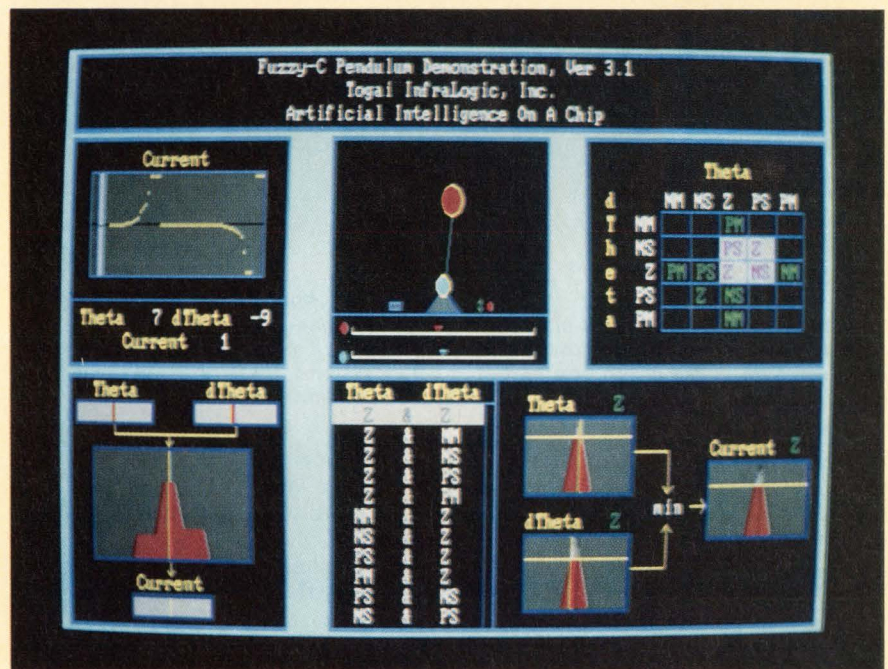 Fuzzy-C Pendulum Demonstration, Ver 3.1
Togai InfraLogic, Inc.
Artificial Intelligence On A Chip
Current
Theta 7 dTheta -9
Current 1
Theta
d NM NS Z PS PM
T NM PM
h NS PS Z
e Z PM PS Z NS NM
t PS Z NS
a PM NM
Theta dTheta
Current
Theta dTheta
Z & Z
Z & NM
Z & NS
Z & PS
Z & PM
NM & Z
NS & Z
PS & Z
PM & Z
PS & NS
NS & PS
Theta Z
dTheta Z
min
Current Z